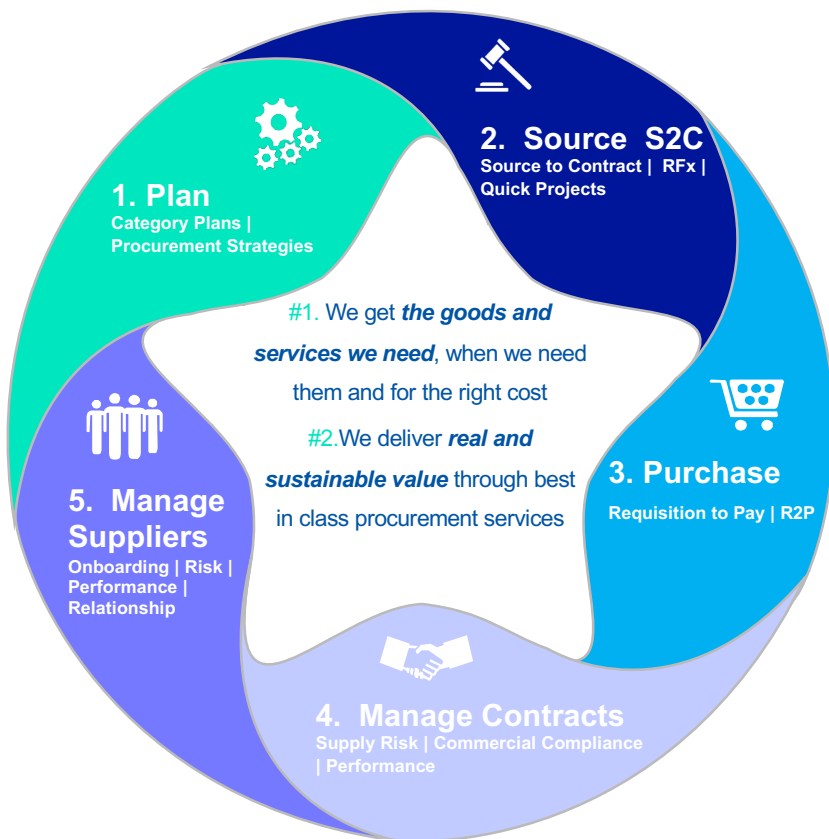 1. Plan
Category Plans |
Procurement Strategies
2. Source S2C
Source to Contract | RFx |
Quick Projects
#1. We get the goods and
services we need, when we need
them and for the right cost
#2.We deliver real and
sustainable value through best
in class procurement services
3. Purchase
Requisition to Pay | R2P
4. Manage Contracts
Supply Risk | Commercial Compliance
| Performance
5. Manage
Suppliers
Onboarding | Risk |
Performance |
Relationship